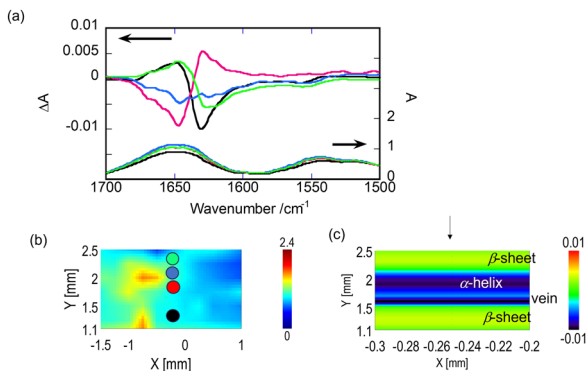 (a)
0.01
0.005
0
-0.01
ΔA
3
2
1
0
A
1700 1650 1600 1550 1500
Wavenumber /cm-1
(b)
2.5
2
1.5
1.1
Y [mm]
-1.5 -1 0 1
X [mm]
2.4
0
(c)
2.5
2
1.5
1.1
Y [mm]
β-sheet
α-helix
vein
β-sheet
-0.3 -0.28 -0.26 -0.24 -0.22 -0.2
X [mm]
0.01
-0.01